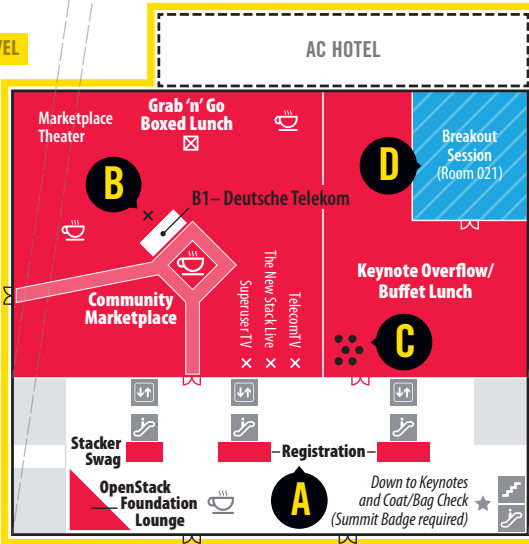 VEL
AC HOTEL
Marketplace
Theater
Grab 'n' Go
Boxed Lunch
Breakout
Session
(Room 021)
D
B
B1– Deutsche Telekom
Community
Marketplace
Superuser TV
The New Stack Live
TelecomTV
Keynote Overflow/
Buffet Lunch
C
Stacker
Swag
Registration
OpenStack
Foundation
Lounge
A
Down to Keynotes
and Coat/Bag Check
(Summit Badge required)